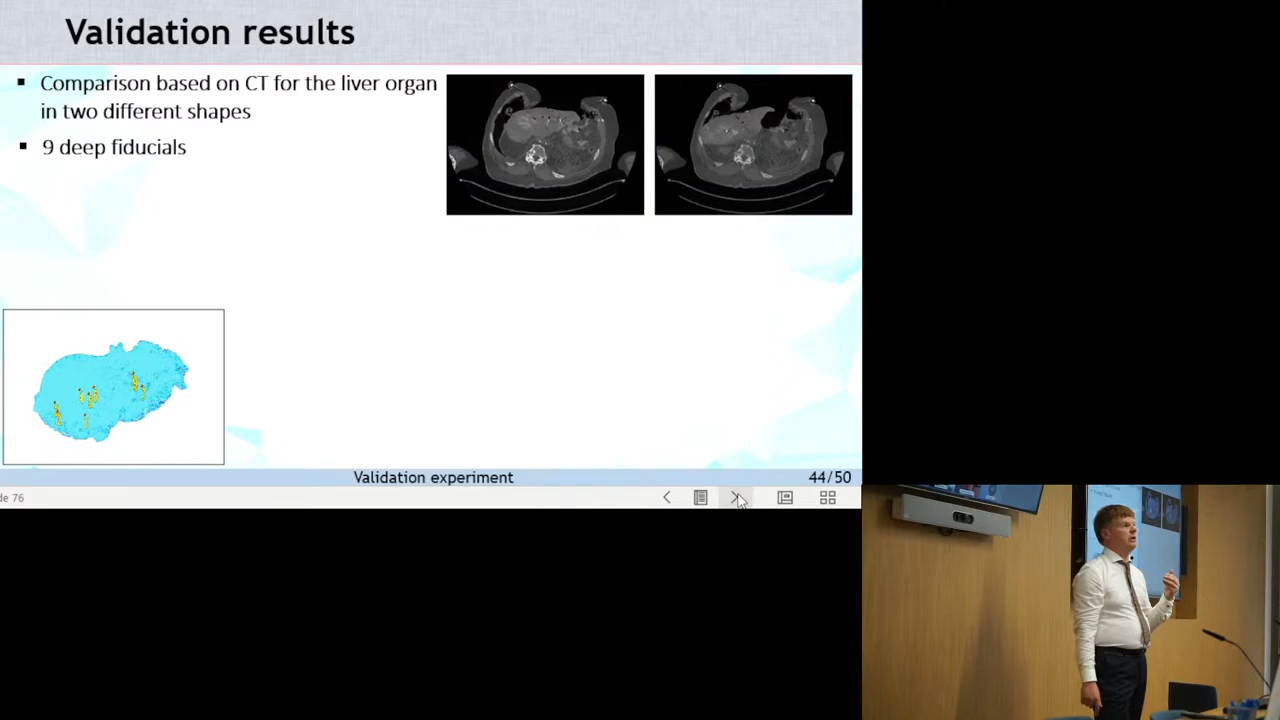 Validation results
▪ Comparison based on CT for the liver organ
in two different shapes
▪ 9 deep fiducials
Validation experiment
44/50
de 76